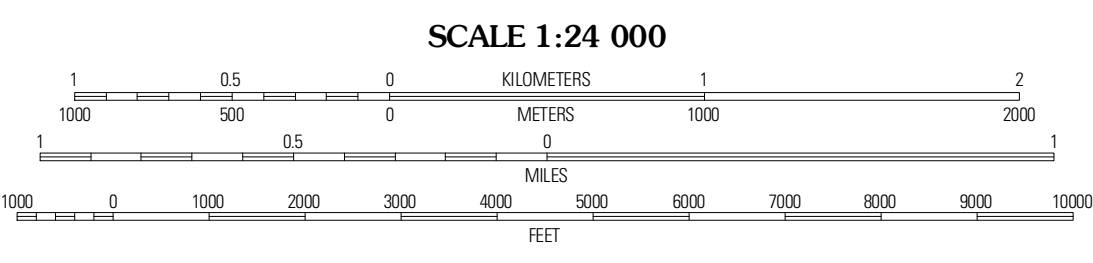 SCALE 1:24 000
1 0.5 0 KILOMETERS 1 2
1000 500 0 METERS 1000 2000
1 0.5 0 1
MILES
1000 0 1000 2000 3000 4000 5000 6000 7000 8000 9000 10000
FEET